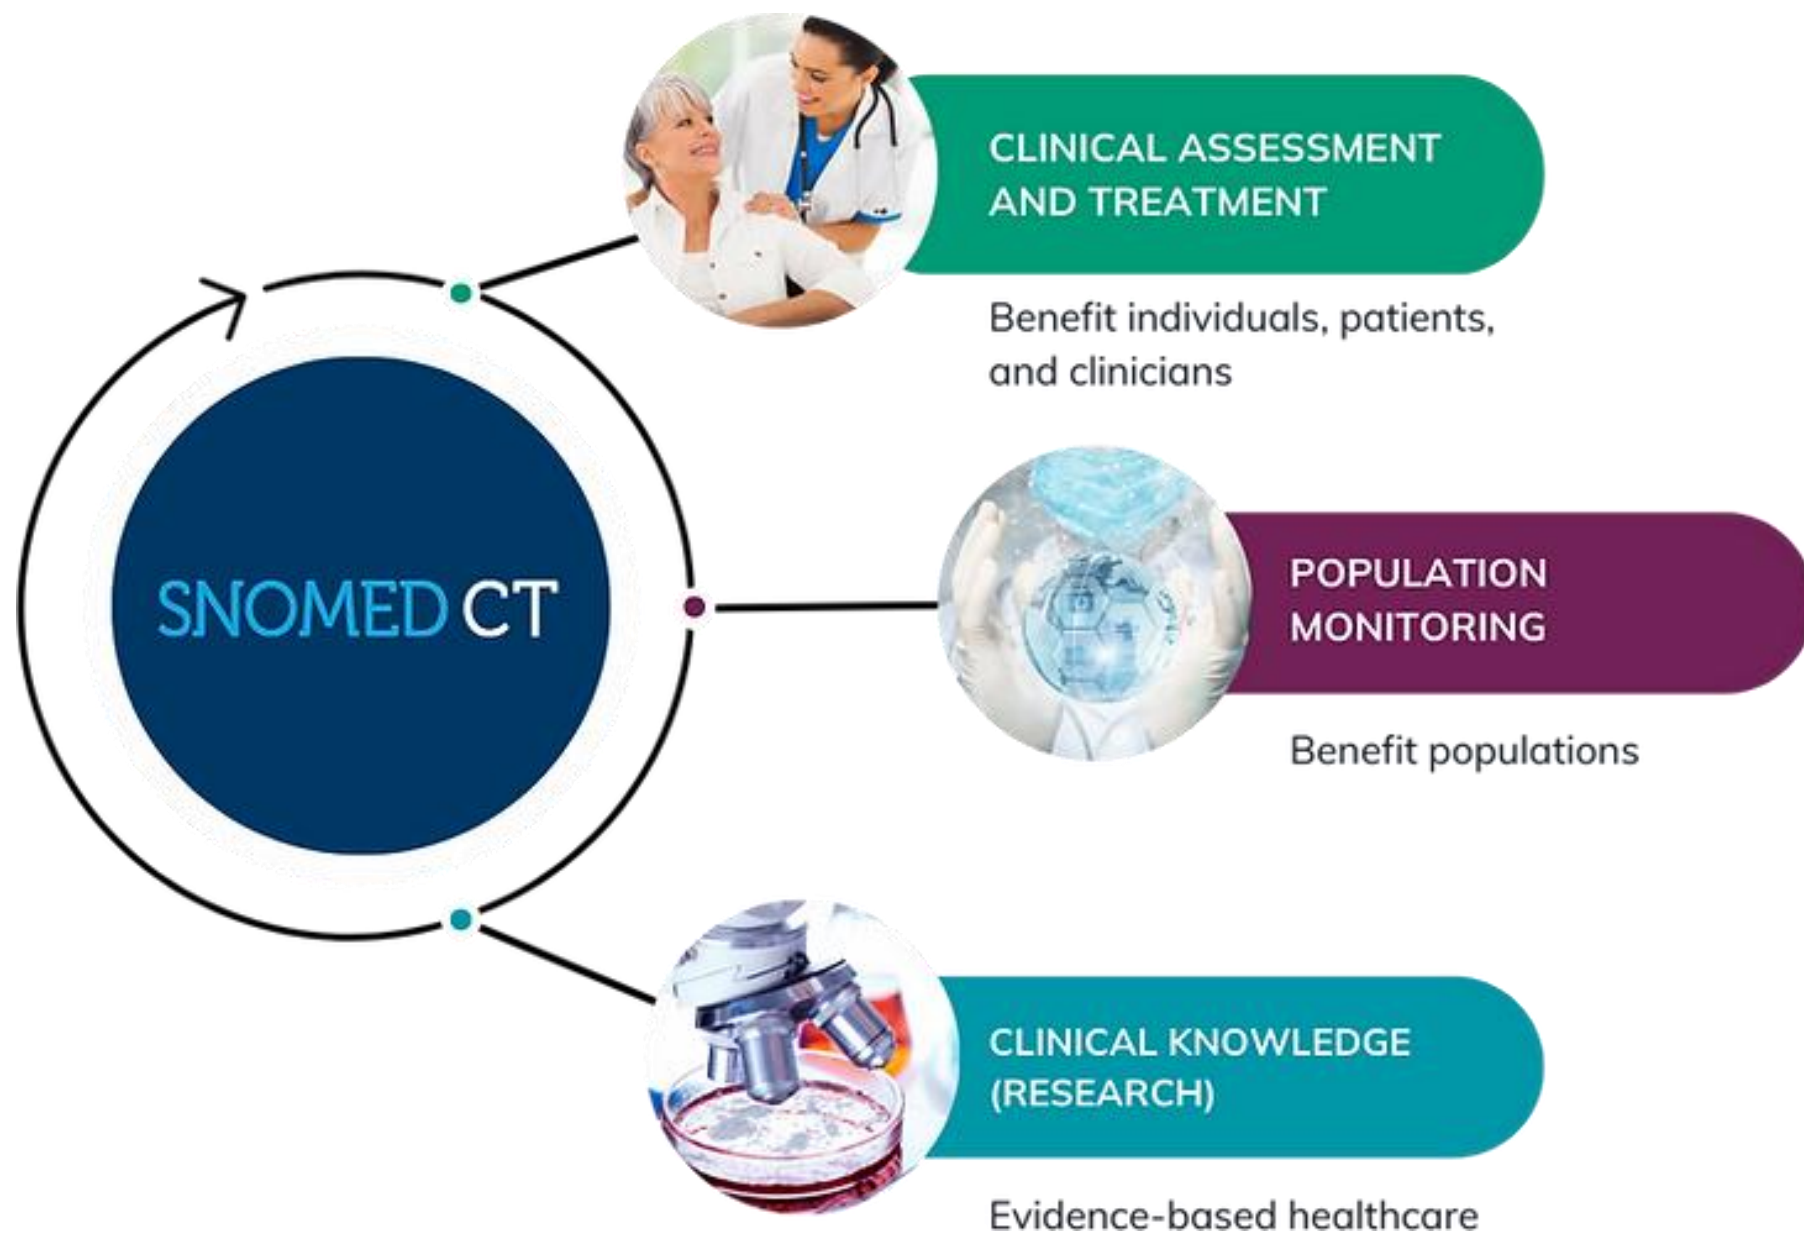 SNOMED CT
CLINICAL ASSESSMENT
AND TREATMENT
Benefit individuals, patients,
and clinicians
POPULATION
MONITORING
Benefit populations
CLINICAL KNOWLEDGE
(RESEARCH)
Evidence-based healthcare